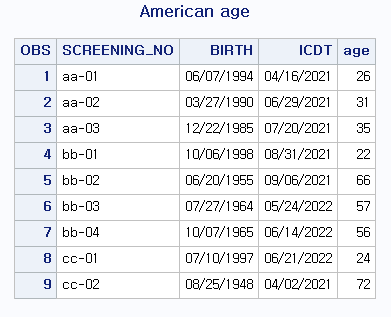 American age
OBS SCREENING_NO BIRTH ICDT age
1 aa-01 06/07/1994 04/16/2021 26
2 aa-02 03/27/1990 06/29/2021 31
3 aa-03 12/22/1985 07/20/2021 35
4 bb-01 10/06/1998 08/31/2021 22
5 bb-02 06/20/1955 09/06/2021 66
6 bb-03 07/27/1964 05/24/2022 57
7 bb-04 10/07/1965 06/14/2022 56
8 cc-01 07/10/1997 06/21/2022 24
9 cc-02 08/25/1948 04/02/2021 72